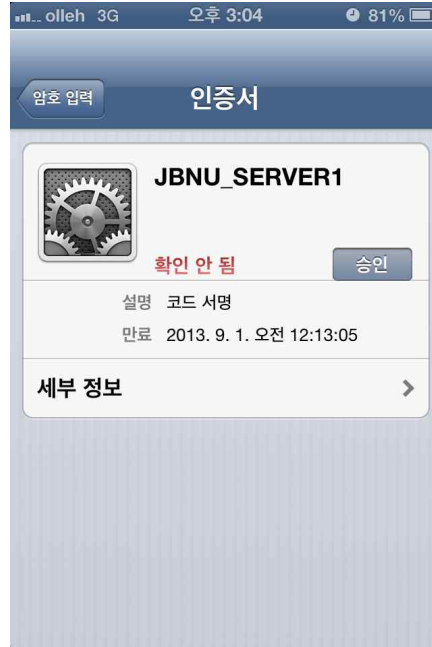 olleh 3G 오후 3:04 81%
암호 입력 인증서
JBNU_SERVER1
확인 안 됨 승인
설명 코드 서명
만료 2013. 9. 1. 오전 12:13:05
세부 정보